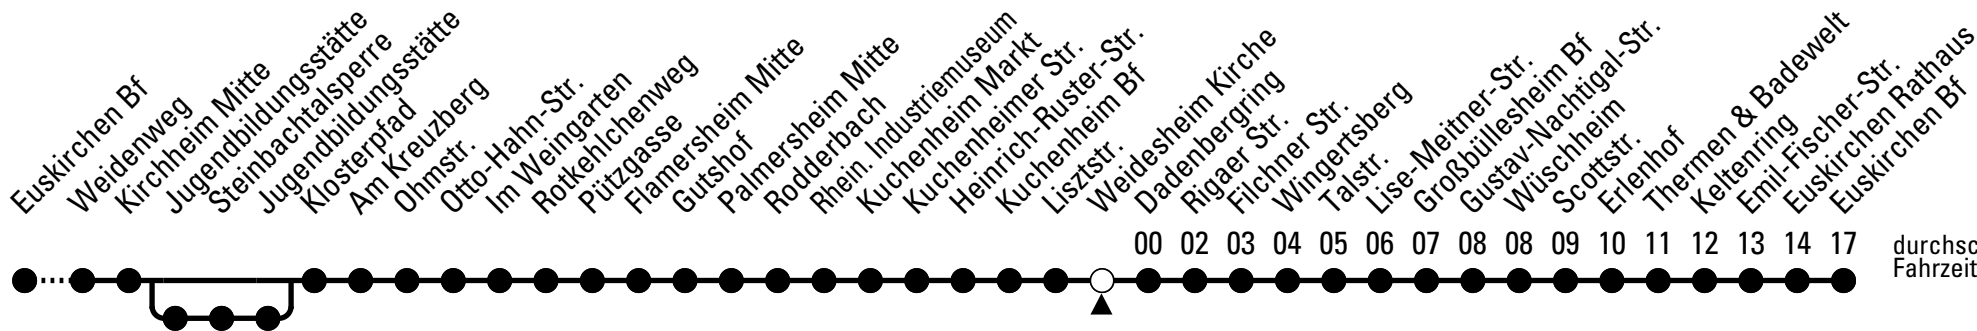 Euskirchen Bf
Weidenweg
Kirchheim Mitte
Jugendbildungsstätte
Steinbachtalsperre
Jugendbildungsstätte
Klosterpfad
Am Kreuzberg
Ohmstr.
Otto-Hahn-Str.
Im Weingarten
Rotkehlchenweg
Pützgasse
Flamersheim Mitte
Gutshof
Palmersheim Mitte
Rodderbach
Rhein. Industriemuseum
Kuchenheim Markt
Kuchenheimer Str.
Heinrich-Ruster-Str.
Kuchenheim Bf
Lisztstr.
Weidesheim Kirche
Dadenbergring
Rigaer Str.
Filchner Str.
Wingertsberg
Talstr.
Lise-Meitner-Str.
Großbüllesheim Bf
Gustav-Nachtigal-Str.
Wüschheim
Scottstr.
Erlenhof
Thermen & Badewelt
Keltenring
Emil-Fischer-Str.
Euskirchen Rathaus
Euskirchen Bf
00 02 03 04 05 06 07 08 08 09 10 11 12 13 14 17
durchsc
Fahrzeit